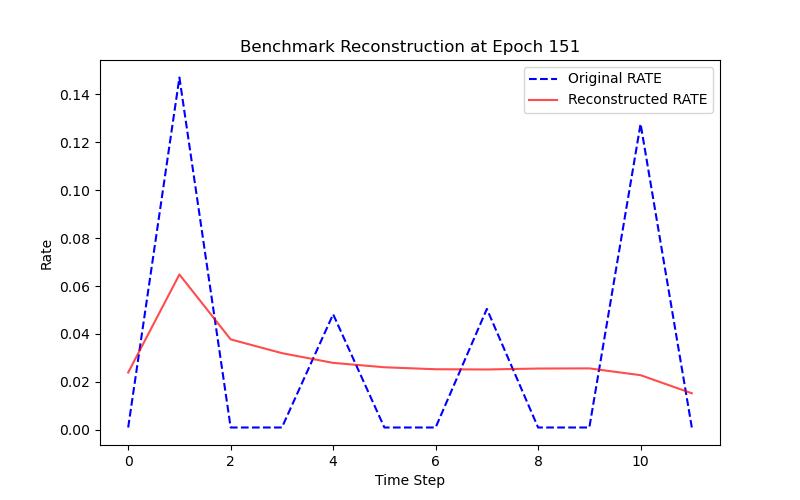 Benchmark Reconstruction at Epoch 151
Original RATE
Reconstructed RATE
0.14
0.12
0.10
0.08
0.06
0.04
0.02
0.00
Rate
0 2 4 6 8 10
Time Step